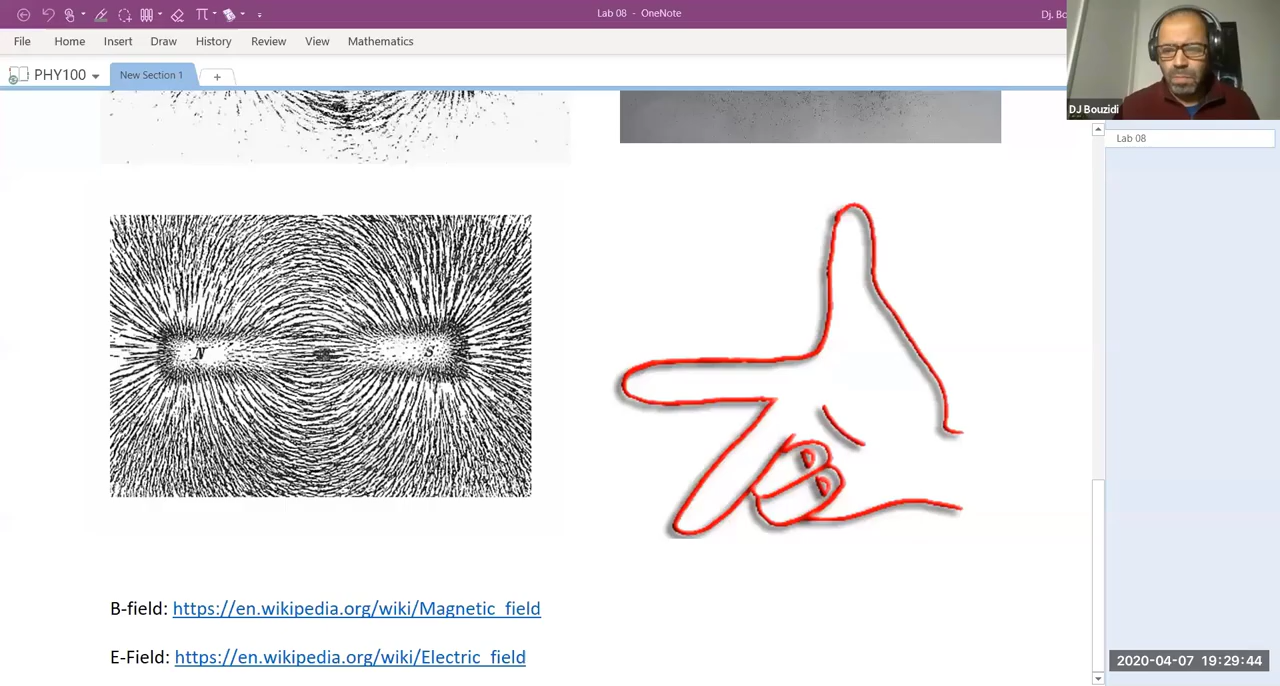 Lab 08 - OneNote
Dj. Bo
File Home Insert Draw History Review View Mathematics
PHY100
New Section 1
+
DJ Bouzidi
Lab 08
N
S
B-field: https://en.wikipedia.org/wiki/Magnetic_field
E-Field: https://en.wikipedia.org/wiki/Electric_field
2020-04-07 19:29:44